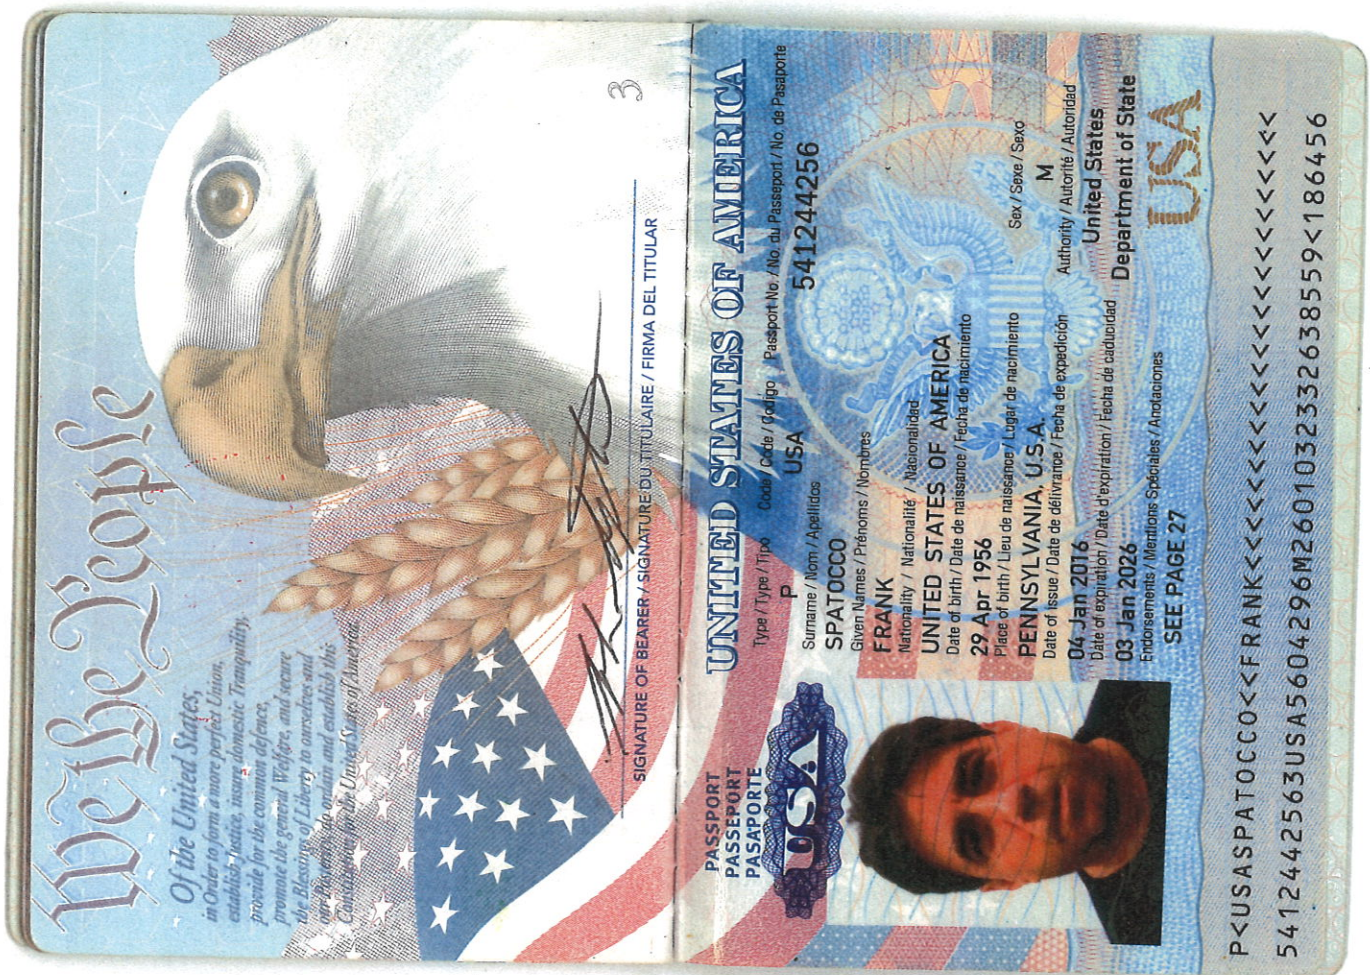 We the People
Of the United States,
in Order to form a more perfect Union,
establish Justice, insure domestic Tranquility,
provide for the common defence,
promote the general Welfare, and secure
the Blessings of Liberty to ourselves and
our Posterity, do ordain and establish this
Constitution for the United States of America.
3
SIGNATURE OF BEARER / SIGNATURE DU TITULAIRE / FIRMA DEL TITULAR
UNITED STATES OF AMERICA
PASSPORT
PASSEPORT
PASAPORTE
USA
Type / Type / Tipo Code / Code / Codigo Passport No. / No. du Passeport / No. de Pasaporte
P USA 541244256
Surname / Nom / Apellidos
SPATOCCO
Given Names / Prénoms / Nombres
FRANK
Nationality / Nationalité / Nacionalidad
UNITED STATES OF AMERICA
Date of birth / Date de naissance / Fecha de nacimiento
29 Apr 1956
Place of birth / Lieu de naissance / Lugar de nacimiento Sex / Sexe / Sexo
PENNSYLVANIA, U.S.A. M
Date of issue / Date de délivrance / Fecha de expedición Authority / Autorité / Autoridad
04 Jan 2016 United States
Date of expiration / Date d'expiration / Fecha de caducidad Department of State
03 Jan 2026
Endorsements / Mentions Spéciales / Anotaciones
SEE PAGE 27
USA
P<USASPATOCCO<<FRANK<<<<<<<<<<<<<<<<<<<<<<<<
5412442563USA5604296M2601032332638559<186456